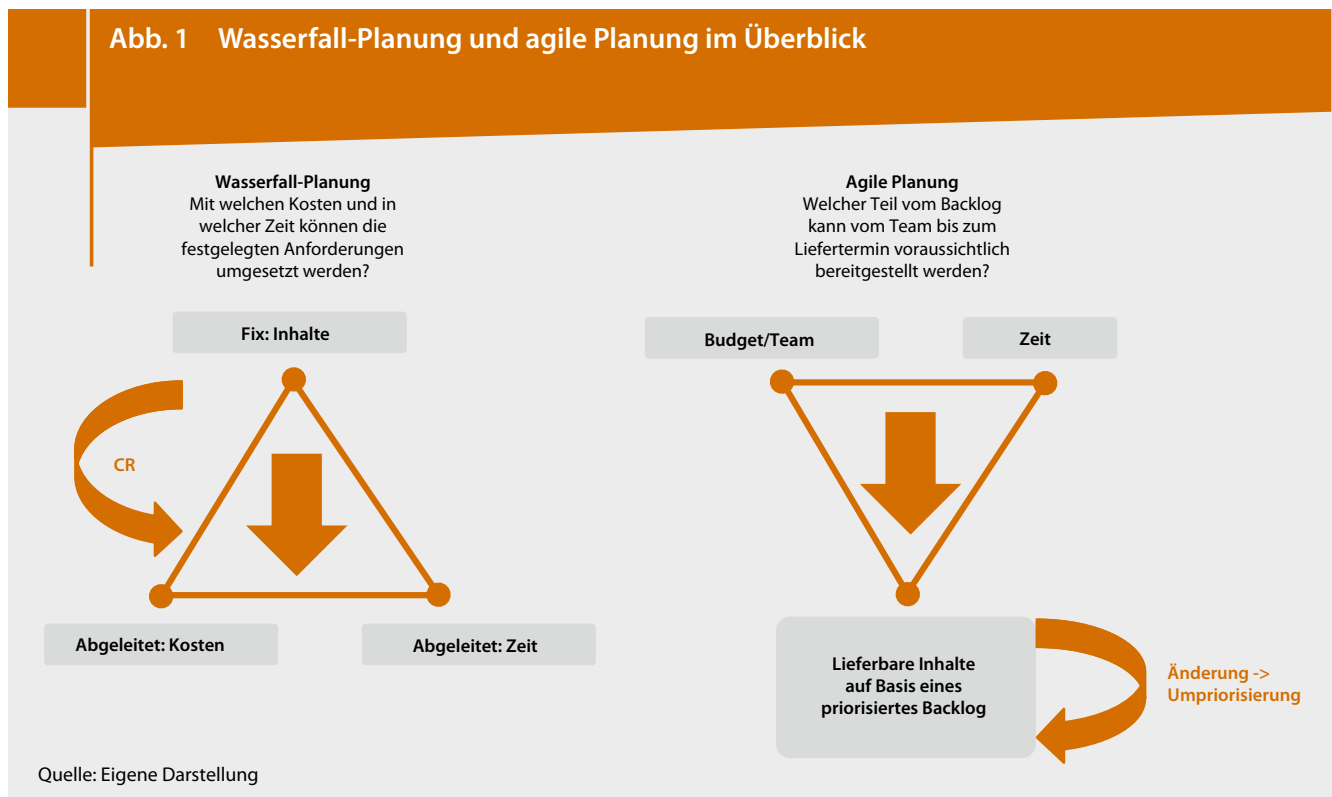 Abb. 1 Wasserfall-Planung und agile Planung im Überblick
Wasserfall-Planung
Mit welchen Kosten und in
welcher Zeit können die
festgelegten Anforderungen
umgesetzt werden?
Fix: Inhalte
CR
Abgeleitet: Kosten
Abgeleitet: Zeit
Agile Planung
Welcher Teil vom Backlog
kann vom Team bis zum
Liefertermin voraussichtlich
bereitgestellt werden?
Budget/Team
Zeit
Lieferbare Inhalte
auf Basis eines
priorisiertes Backlog
Änderung ->
Umpriorisierung
Quelle: Eigene Darstellung